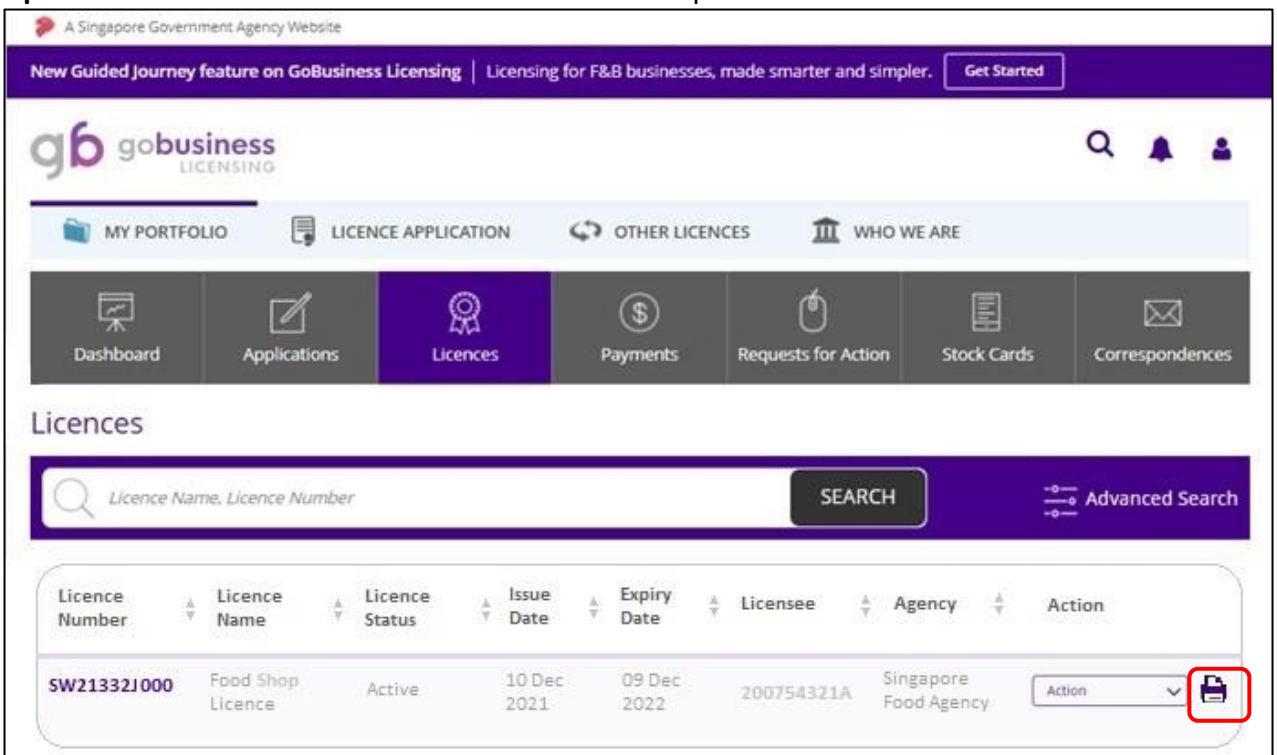 A Singapore Government Agency Website
New Guided Journey feature on GoBusiness Licensing | Licensing for F&B businesses, made smarter and simpler. Get Started
gb gobusiness
LICENSING
MY PORTFOLIO LICENCE APPLICATION OTHER LICENCES WHO WE ARE
Dashboard Applications Licences Payments Requests for Action Stock Cards Correspondences
Licences
Licence Name, Licence Number SEARCH Advanced Search
Licence Number Licence Name Licence Status Issue Date Expiry Date Licensee Agency Action
SW21332J000 Food Shop Licence Active 10 Dec 2021 09 Dec 2022 200754321A Singapore Food Agency Action